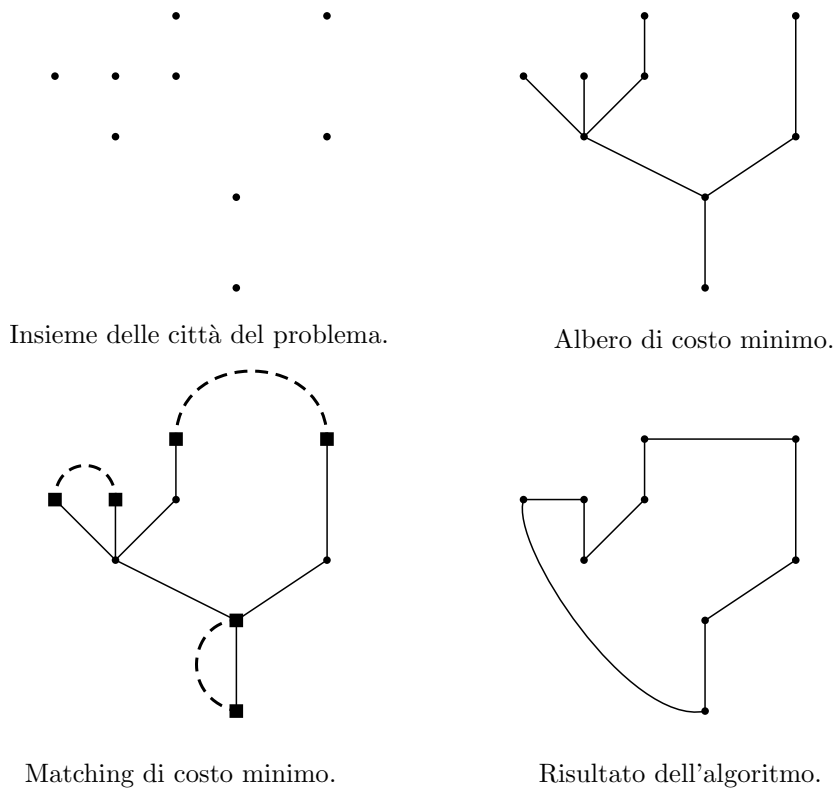 Insieme delle città del problema.
Albero di costo minimo.
Matching di costo minimo.
Risultato dell'algoritmo.